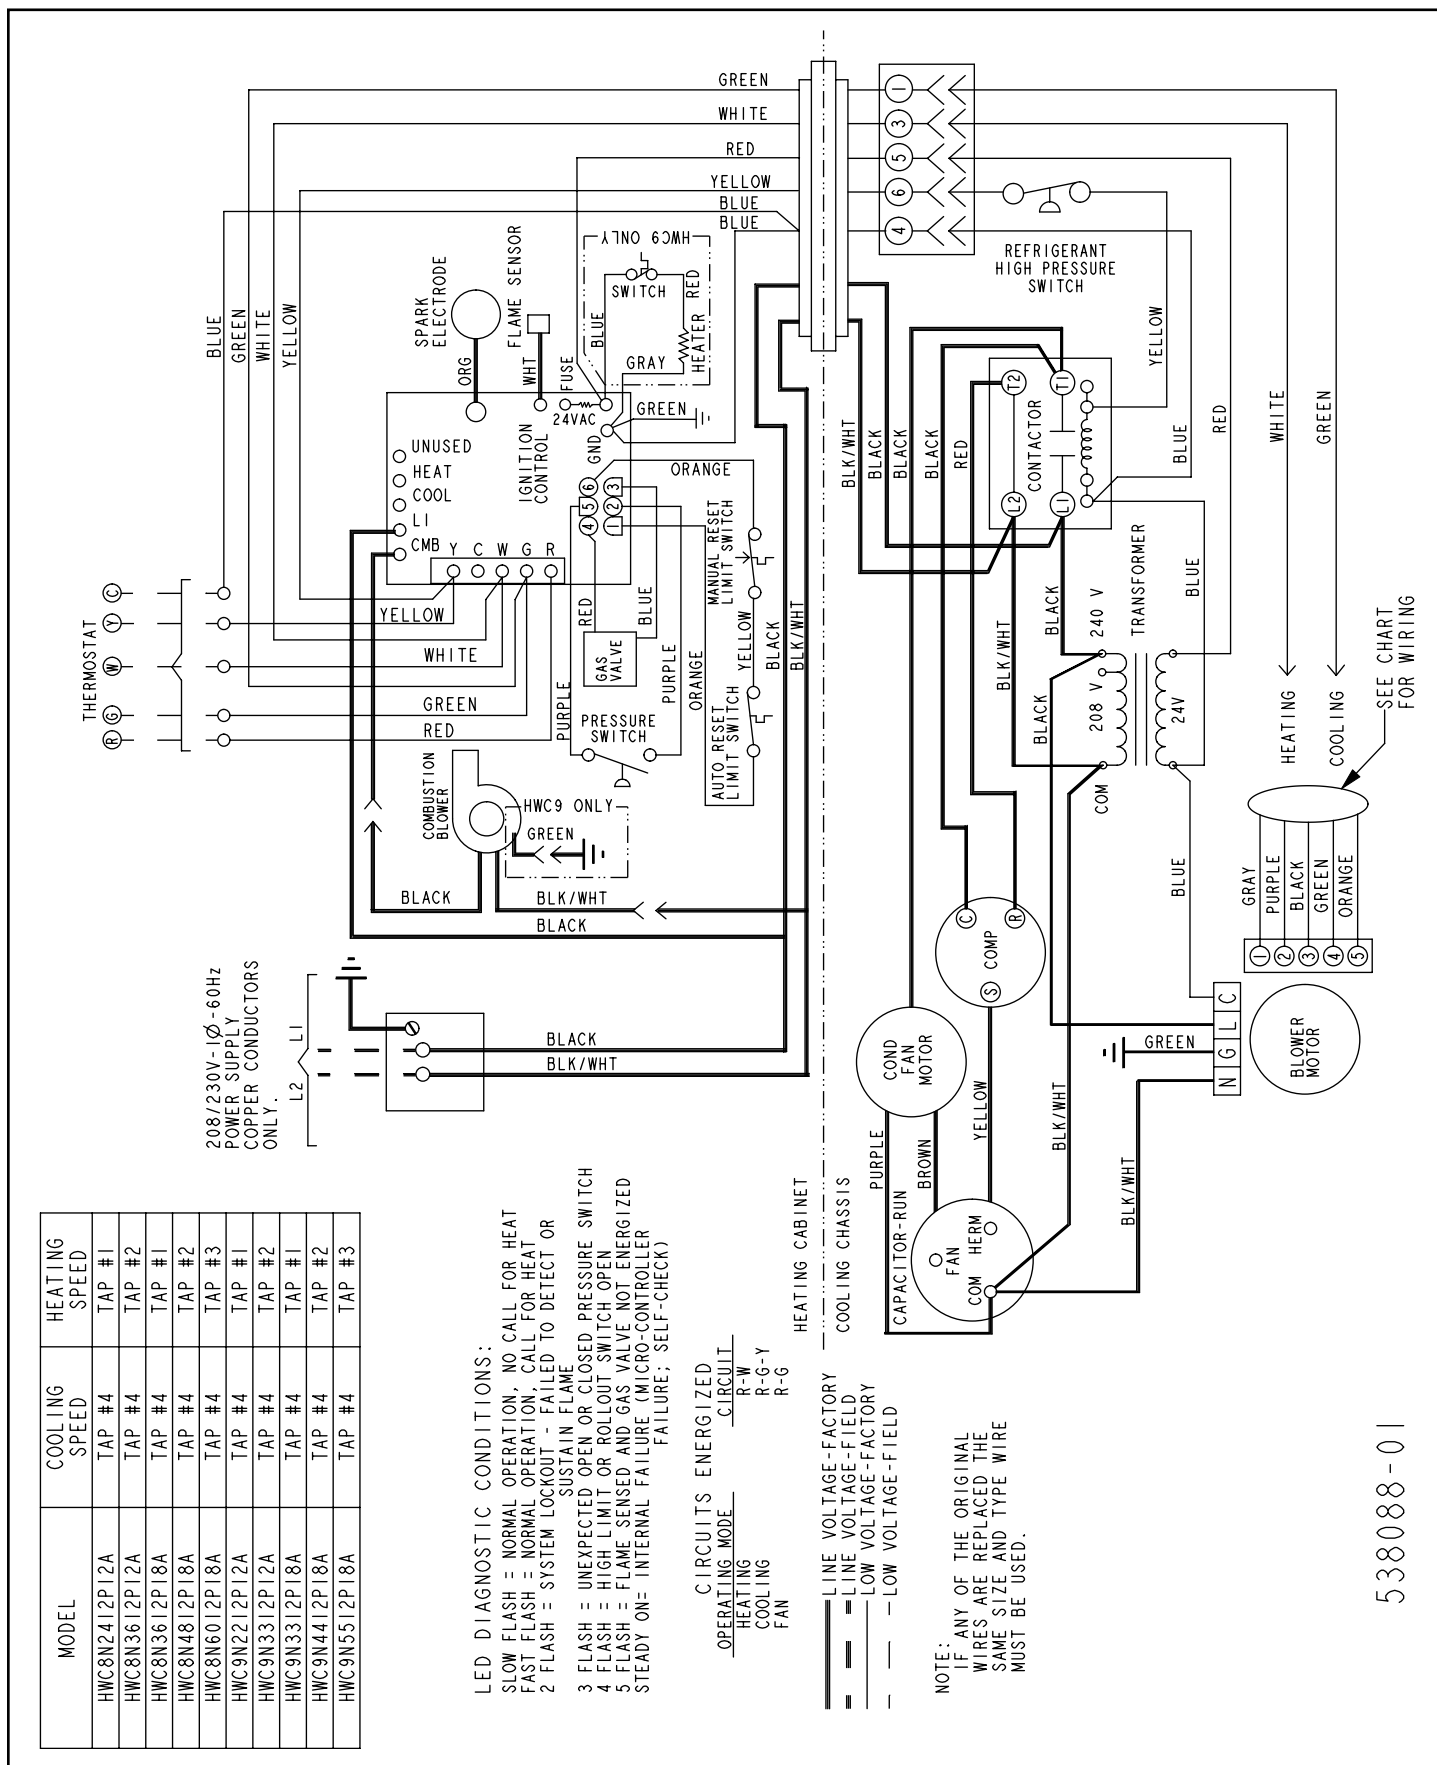 MODEL COOLING SPEED HEATING SPEED
HWC8N2412P12A TAP #4 TAP #1
HWC8N3612P12A TAP #4 TAP #2
HWC8N3612P18A TAP #4 TAP #1
HWC8N4812P18A TAP #4 TAP #2
HWC8N6012P18A TAP #4 TAP #3
HWC9N2212P12A TAP #4 TAP #1
HWC9N3312P12A TAP #4 TAP #2
HWC9N3312P18A TAP #4 TAP #1
HWC9N4412P18A TAP #4 TAP #2
HWC9N5512P18A TAP #4 TAP #3
LED DIAGNOSTIC CONDITIONS:
SLOW FLASH = NORMAL OPERATION, NO CALL FOR HEAT
FAST FLASH = NORMAL OPERATION, CALL FOR HEAT
2 FLASH = SYSTEM LOCKOUT - FAILED TO DETECT OR
SUSTAIN FLAME
3 FLASH = UNEXPECTED OPEN OR CLOSED PRESSURE SWITCH
4 FLASH = HIGH LIMIT OR ROLLOUT SWITCH OPEN
5 FLASH = FLAME SENSED AND GAS VALVE NOT ENERGIZED
STEADY ON= INTERNAL FAILURE (MICRO-CONTROLLER
FAILURE; SELF-CHECK)
CIRCUITS ENERGIZED
OPERATING MODE CIRCUIT
HEATING R-W
COOLING R-G-Y
FAN R-G
LINE VOLTAGE-FACTORY
LINE VOLTAGE-FIELD
LOW VOLTAGE-FACTORY
LOW VOLTAGE-FIELD
NOTE:
IF ANY OF THE ORIGINAL
WIRES ARE REPLACED THE
SAME SIZE AND TYPE WIRE
MUST BE USED.
538088-01
208/230V-1Ø-60Hz
POWER SUPPLY
COPPER CONDUCTORS
ONLY.
L2 L1
BLACK
BLK/WHT
THERMOSTAT
R G W Y C
BLUE
GREEN
WHITE
YELLOW
SPARK
ELECTRODE
ORG
FLAME SENSOR
WHT
FUSE
24VAC
UNUSED
HEAT
COOL
L1
CMB
IGNITION
CONTROL
GND
Y C W G R
YELLOW
WHITE
GREEN
RED
4 5 6
1 2 3
HWC9 ONLY
SWITCH
BLUE
RED
GRAY
HEATER
GREEN
ORANGE
RED
BLUE
GAS
VALVE
PURPLE
PURPLE
ORANGE
PRESSURE
SWITCH
MANUAL RESET
LIMIT SWITCH
YELLOW
AUTO RESET
LIMIT SWITCH
BLACK
BLK/WHT
COMBUSTION
BLOWER
HWC9 ONLY
GREEN
BLACK
BLK/WHT
BLACK
GREEN
WHITE
RED
YELLOW
BLUE
BLUE
HEATING CABINET
COOLING CHASSIS
1
3
5
6
4
REFRIGERANT
HIGH PRESSURE
SWITCH
YELLOW
BLK/WHT
BLACK
BLACK
BLACK
RED
L2 T2
CONTACTOR
L1 T1
BLUE
RED
WHITE
GREEN
BLK/WHT
BLACK
BLACK
COM 208 V 240 V
TRANSFORMER
24V
BLUE
BLUE
HEATING
COOLING
SEE CHART
FOR WIRING
GRAY
PURPLE
BLACK
GREEN
ORANGE
1 2 3 4 5
N G L C
BLOWER
MOTOR
GREEN
BLK/WHT
BLK/WHT
COMP
C
R
S
COND
FAN
MOTOR
PURPLE
BROWN
YELLOW
CAPACITOR-RUN
FAN
COM HERM